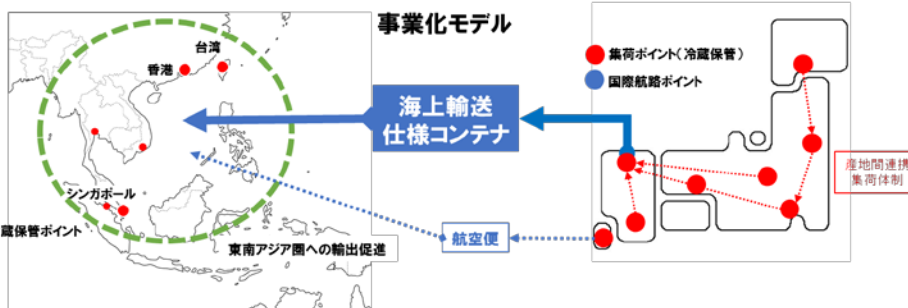 事業化モデル
台湾
香港
シンガポール
蔵保管ポイント
東南アジア圏への輸出促進
海上輸送
仕様コンテナ
航空便
集荷ポイント(冷蔵保管)
国際航路ポイント
産地間連携
集荷体制